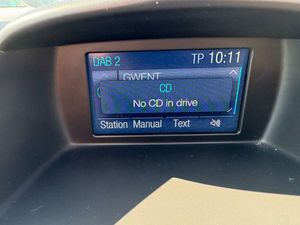 DAB 2 TP 10:11
GWENT
CD
No CD in drive
Station Manual Text